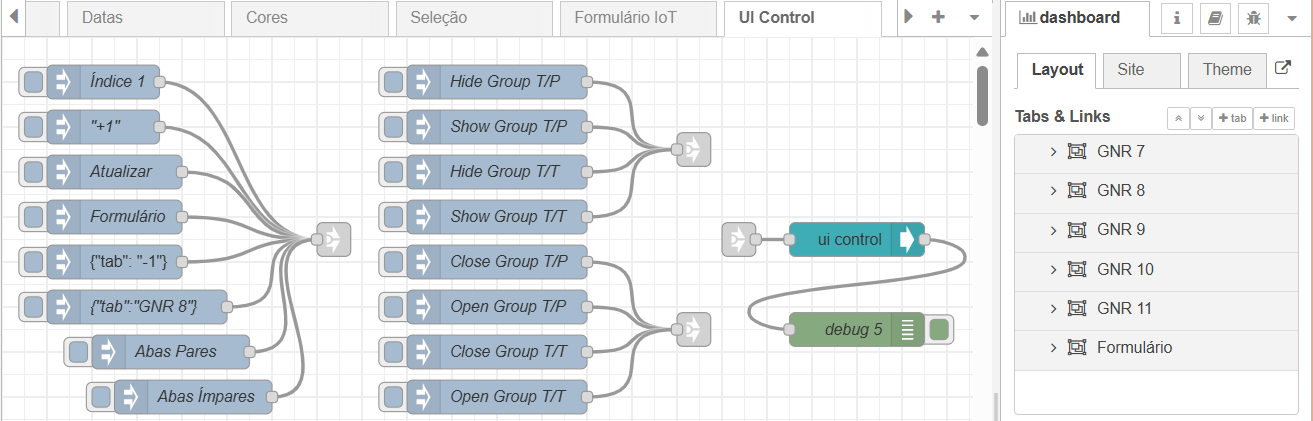 Datas
Cores
Seleção
Formulário IoT
UI Control
dashboard
i
Layout
Site
Theme
Tabs & Links
tab
link
GNR 7
GNR 8
GNR 9
GNR 10
GNR 11
Formulário
Índice 1
"+1"
Atualizar
Formulário
{"tab": "-1"}
{"tab":"GNR 8"}
Abas Pares
Abas Ímpares
Hide Group T/P
Show Group T/P
Hide Group T/T
Show Group T/T
Close Group T/P
Open Group T/P
Close Group T/T
Open Group T/T
ui control
debug 5